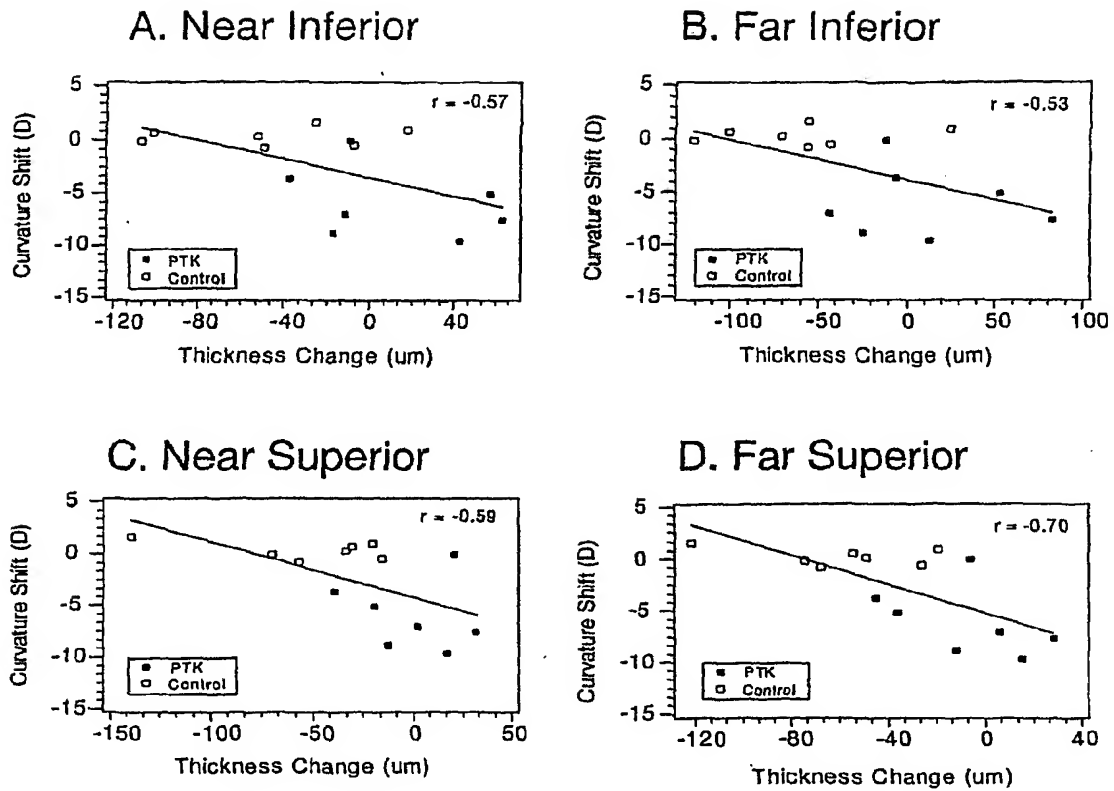 A. Near Inferior
5
0
-5
-10
-15
Curvature Shift (D)
r = -0.57
PTK
Control
-120
-80
-40
0
40
Thickness Change (um)
B. Far Inferior
5
0
-5
-10
-15
Curvature Shift (D)
r = -0.53
PTK
Control
-100
-50
0
50
100
Thickness Change (um)
C. Near Superior
5
0
-5
-10
-15
Curvature Shift (D)
r = -0.59
PTK
Control
-150
-100
-50
0
50
Thickness Change (um)
D. Far Superior
5
0
-5
-10
-15
Curvature Shift (D)
r = -0.70
PTK
Control
-120
-80
-40
0
40
Thickness Change (um)